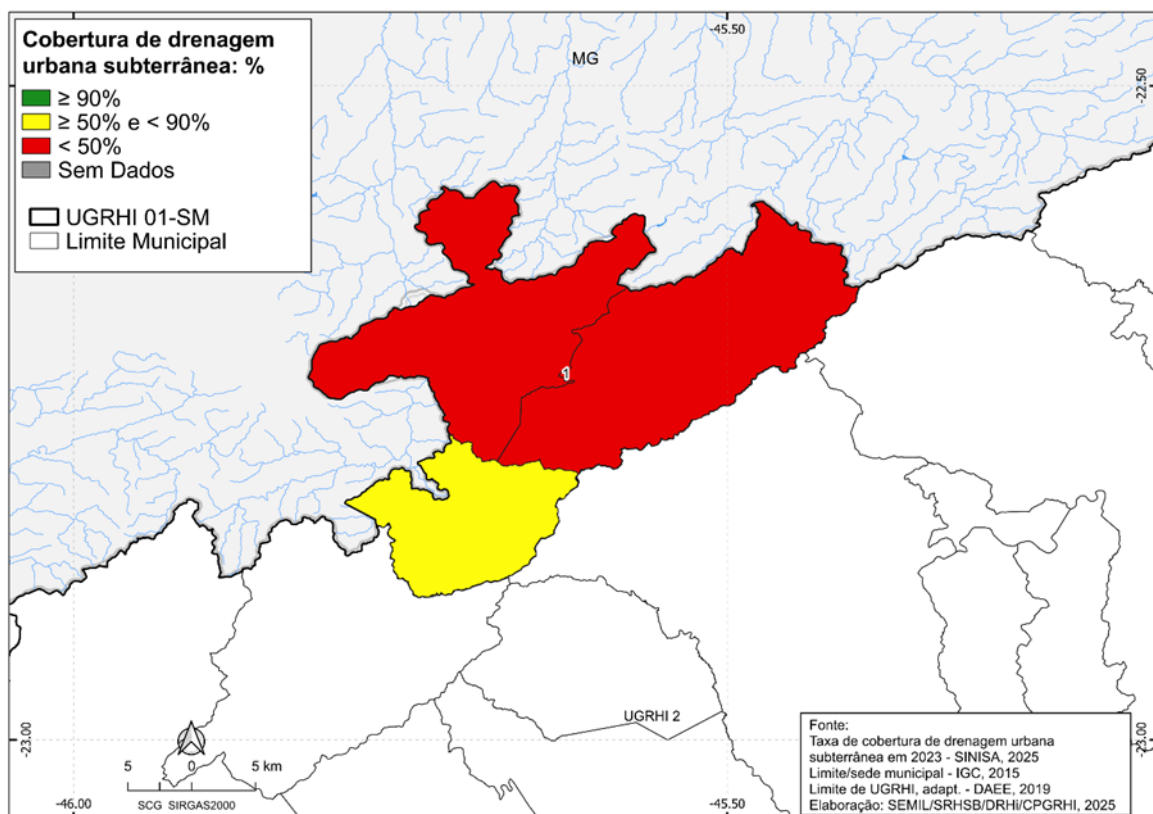 Cobertura de drenagem
urbana subterrânea: %
≥ 90%
≥ 50% e < 90%
< 50%
Sem Dados
UGRHI 01-SM
Limite Municipal
-45.50
MG
-22.50
1
UGRHI 2
-23.00
-23.00
5 0 5 km
SCG SIRGAS2000
-46.00
-45.50
Fonte:
Taxa de cobertura de drenagem urbana
subterrânea em 2023 - SINISA, 2025
Limite/sede municipal - IGC, 2015
Limite de UGRHI, adapt. - DAEE, 2019
Elaboração: SEMIL/SRHSB/DRHi/CPGRHI, 2025